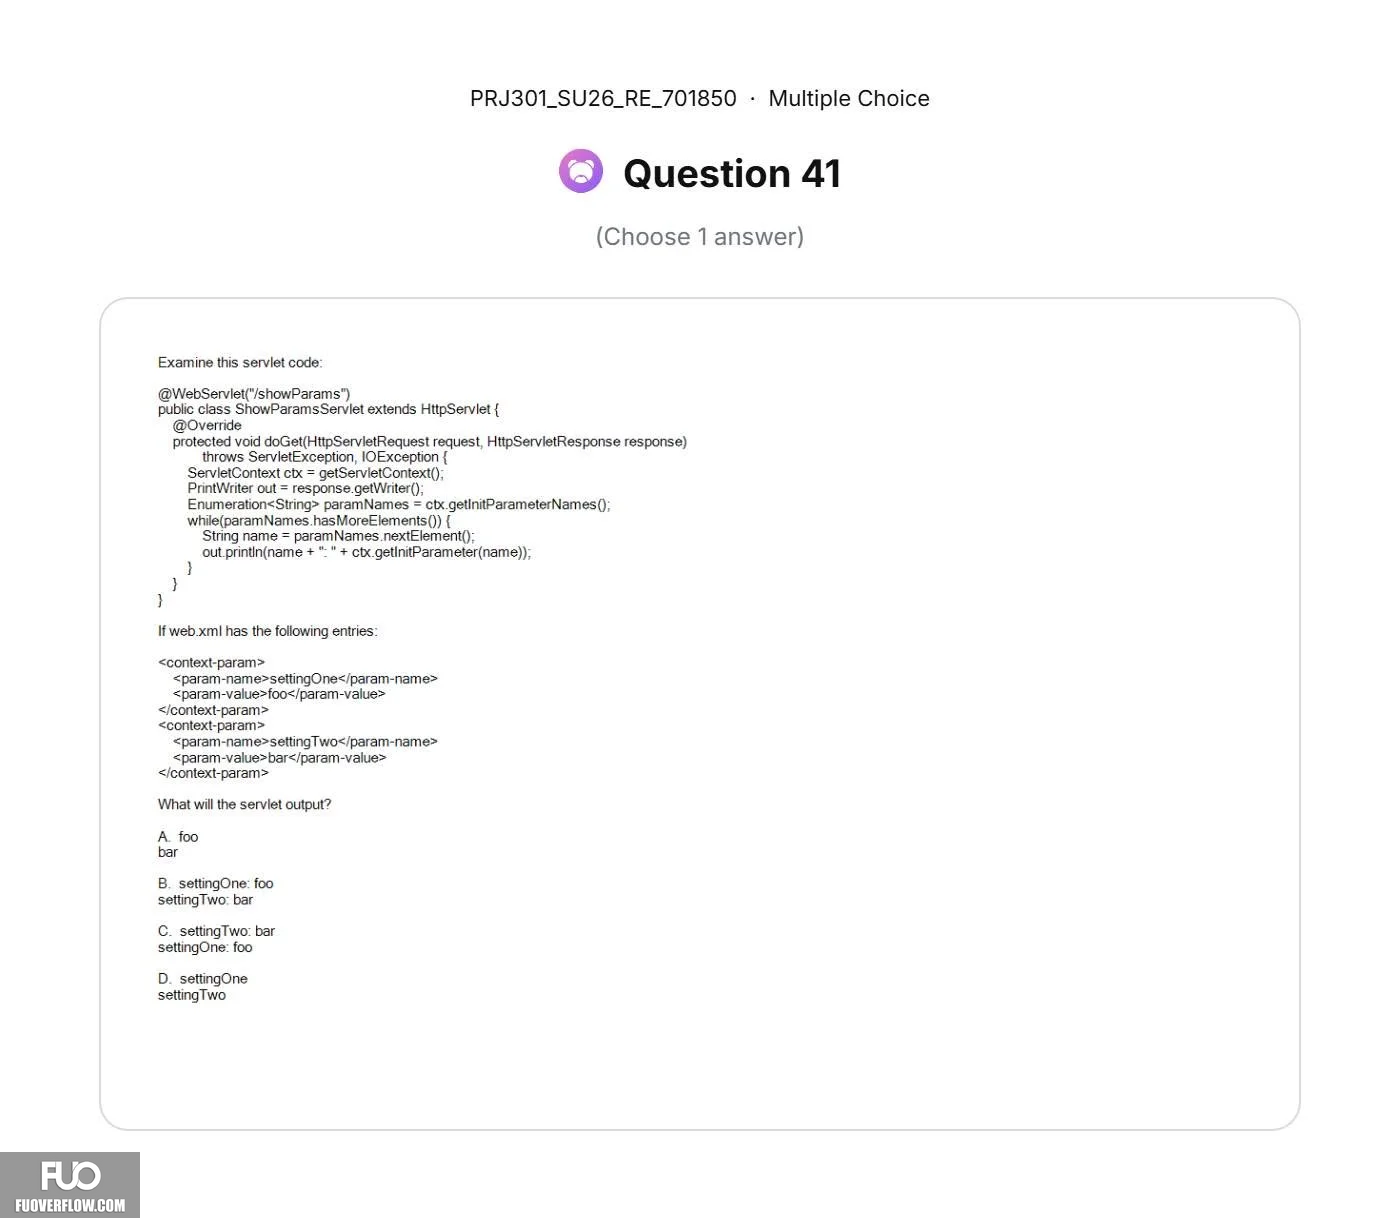 PRJ301_SU26_RE_701850 · Multiple Choice
Question 41
(Choose 1 answer)
Examine this servlet code:
@WebServlet("/showParams")
public class ShowParamsServlet extends HttpServlet {
@Override
protected void doGet(HttpServletRequest request, HttpServletResponse response)
throws ServletException, IOException {
ServletContext ctx = getServletContext();
PrintWriter out = response.getWriter();
Enumeration<String> paramNames = ctx.getInitParameterNames();
while(paramNames.hasMoreElements()) {
String name = paramNames.nextElement();
out.println(name + ": " + ctx.getInitParameter(name));
}
}
}
If web.xml has the following entries:
<context-param>
<param-name>settingOne</param-name>
<param-value>foo</param-value>
</context-param>
<context-param>
<param-name>settingTwo</param-name>
<param-value>bar</param-value>
</context-param>
What will the servlet output?
A. foo
bar
B. settingOne: foo
settingTwo: bar
C. settingTwo: bar
settingOne: foo
D. settingOne
settingTwo
FUO
FUOVERFLOW.COM